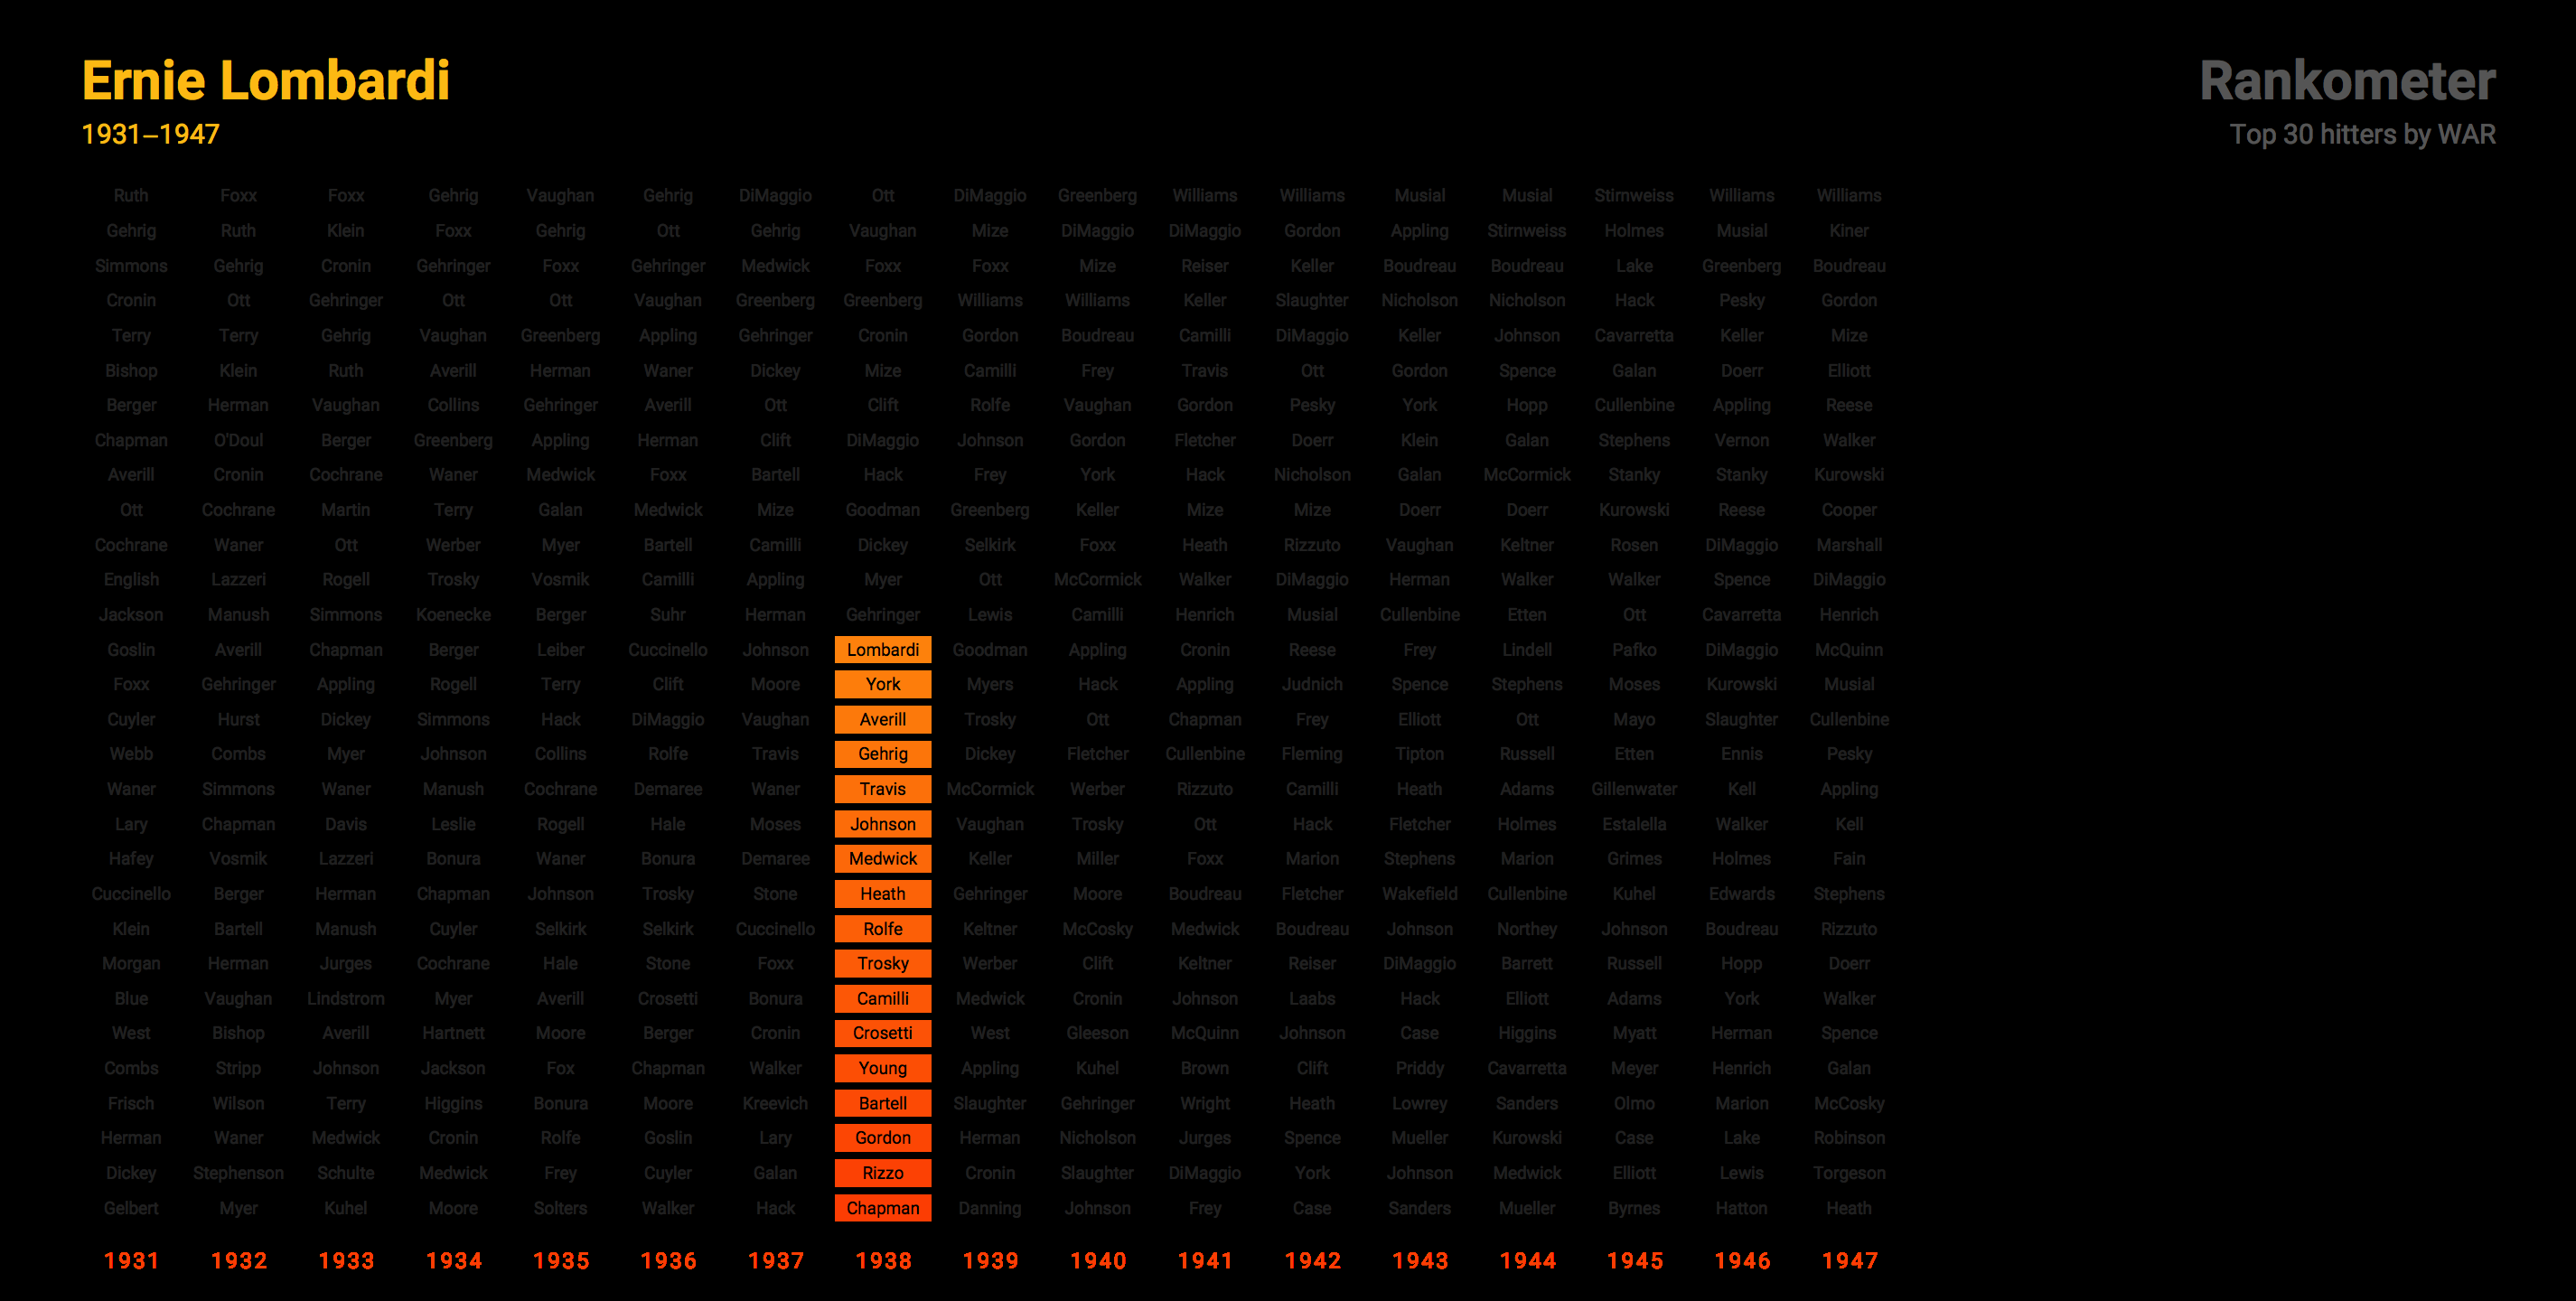 Ernie Lombardi
Rankometer
1931–1947
Top 30 hitters by WAR
Ruth Foxx Foxx Gehrig Vaughan Gehrig DiMaggio Ott DiMaggio Greenberg Williams Williams Musial Musial Stirnweiss Williams Williams
Gehrig Ruth Klein Foxx Gehrig Ott Gehrig Vaughan Mize DiMaggio DiMaggio Gordon Appling Stirnweiss Holmes Musial Kiner
Simmons Gehrig Cronin Gehringer Foxx Gehringer Medwick Foxx Foxx Mize Reiser Keller Boudreau Boudreau Lake Greenberg Boudreau
Cronin Ott Gehringer Ott Ott Vaughan Greenberg Greenberg Williams Williams Keller Slaughter Nicholson Nicholson Hack Pesky Gordon
Terry Terry Gehrig Vaughan Greenberg Appling Gehringer Cronin Gordon Boudreau Camilli DiMaggio Keller Johnson Cavarretta Keller Mize
Bishop Klein Ruth Averill Herman Waner Dickey Mize Camilli Frey Travis Ott Gordon Spence Galan Doerr Elliott
Berger Herman Vaughan Collins Gehringer Averill Ott Clift Rolfe Vaughan Gordon Pesky York Hopp Cullenbine Appling Reese
Chapman O'Doul Berger Greenberg Appling Herman Clift DiMaggio Johnson Gordon Fletcher Doerr Klein Galan Stephens Vernon Walker
Averill Cronin Cochrane Waner Medwick Foxx Bartell Hack Frey York Hack Nicholson Galan McCormick Stanky Stanky Kurowski
Ott Cochrane Martin Terry Galan Medwick Mize Goodman Greenberg Keller Mize Mize Doerr Doerr Kurowski Reese Cooper
Cochrane Waner Ott Werber Myer Bartell Camilli Dickey Selkirk Foxx Heath Rizzuto Vaughan Keltner Rosen DiMaggio Marshall
English Lazzeri Rogell Trosky Vosmik Camilli Appling Myer Ott McCormick Walker DiMaggio Herman Walker Walker Spence DiMaggio
Jackson Manush Simmons Koenecke Berger Suhr Herman Gehringer Lewis Camilli Henrich Musial Cullenbine Etten Ott Cavarretta Henrich
Goslin Averill Chapman Berger Leiber Cuccinello Johnson Lombardi Goodman Appling Cronin Reese Frey Lindell Pafko DiMaggio McQuinn
Foxx Gehringer Appling Rogell Terry Clift Moore York Myers Hack Appling Judnich Spence Stephens Moses Kurowski Musial
Cuyler Hurst Dickey Simmons Hack DiMaggio Vaughan Averill Trosky Ott Chapman Frey Elliott Ott Mayo Slaughter Cullenbine
Webb Combs Myer Johnson Collins Rolfe Travis Gehrig Dickey Fletcher Cullenbine Fleming Tipton Russell Etten Ennis Pesky
Waner Simmons Waner Manush Cochrane Demaree Waner Travis McCormick Werber Rizzuto Camilli Heath Adams Gillenwater Kell Appling
Lary Chapman Davis Leslie Rogell Hale Moses Johnson Vaughan Trosky Ott Hack Fletcher Holmes Estalella Walker Kell
Hafey Vosmik Lazzeri Bonura Waner Bonura Demaree Medwick Keller Miller Foxx Marion Stephens Marion Grimes Holmes Fain
Cuccinello Berger Herman Chapman Johnson Trosky Stone Heath Gehringer Moore Boudreau Fletcher Wakefield Cullenbine Kuhel Edwards Stephens
Klein Bartell Manush Cuyler Selkirk Selkirk Cuccinello Rolfe Keltner McCosky Medwick Boudreau Johnson Northey Johnson Boudreau Rizzuto
Morgan Herman Jurges Cochrane Hale Stone Foxx Trosky Werber Clift Keltner Reiser DiMaggio Barrett Russell Hopp Doerr
Blue Vaughan Lindstrom Myer Averill Crosetti Bonura Camilli Medwick Cronin Johnson Laabs Hack Elliott Adams York Walker
West Bishop Averill Hartnett Moore Berger Cronin Crosetti West Gleeson McQuinn Johnson Case Higgins Myatt Herman Spence
Combs Stripp Johnson Jackson Fox Chapman Walker Young Appling Kuhel Brown Clift Priddy Cavarretta Meyer Henrich Galan
Frisch Wilson Terry Higgins Bonura Moore Kreevich Bartell Slaughter Gehringer Wright Heath Lowrey Sanders Olmo Marion McCosky
Herman Waner Medwick Cronin Rolfe Goslin Lary Gordon Herman Nicholson Jurges Spence Mueller Kurowski Case Lake Robinson
Dickey Stephenson Schulte Medwick Frey Cuyler Galan Rizzo Cronin Slaughter DiMaggio York Johnson Medwick Elliott Lewis Torgeson
Gelbert Myer Kuhel Moore Solters Walker Hack Chapman Danning Johnson Frey Case Sanders Mueller Byrnes Hatton Heath
1931 1932 1933 1934 1935 1936 1937 1938 1939 1940 1941 1942 1943 1944 1945 1946 1947